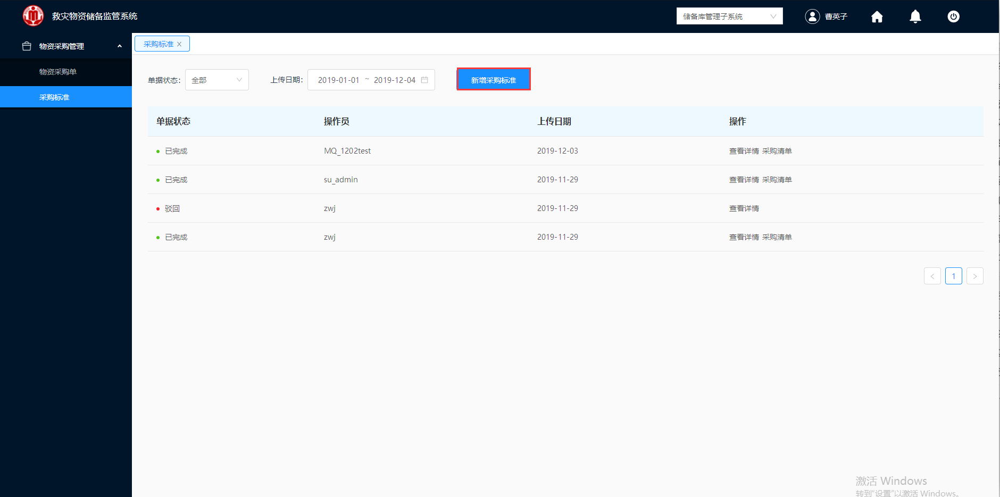 救灾物资储备监管系统
储备库管理子系统
曹英子
物资采购管理
物资采购单
采购标准
采购标准
单据状态: 全部 上传日期: 2019-01-01 ~ 2019-12-04 新增采购标准
单据状态 操作员 上传日期 操作
已完成 MQ_1202test 2019-12-03 查看详情 采购清单
已完成 su_admin 2019-11-29 查看详情 采购清单
驳回 zwj 2019-11-29 查看详情
已完成 zwj 2019-11-29 查看详情 采购清单
< 1 >
激活 Windows
转到"设置"以激活 Windows。